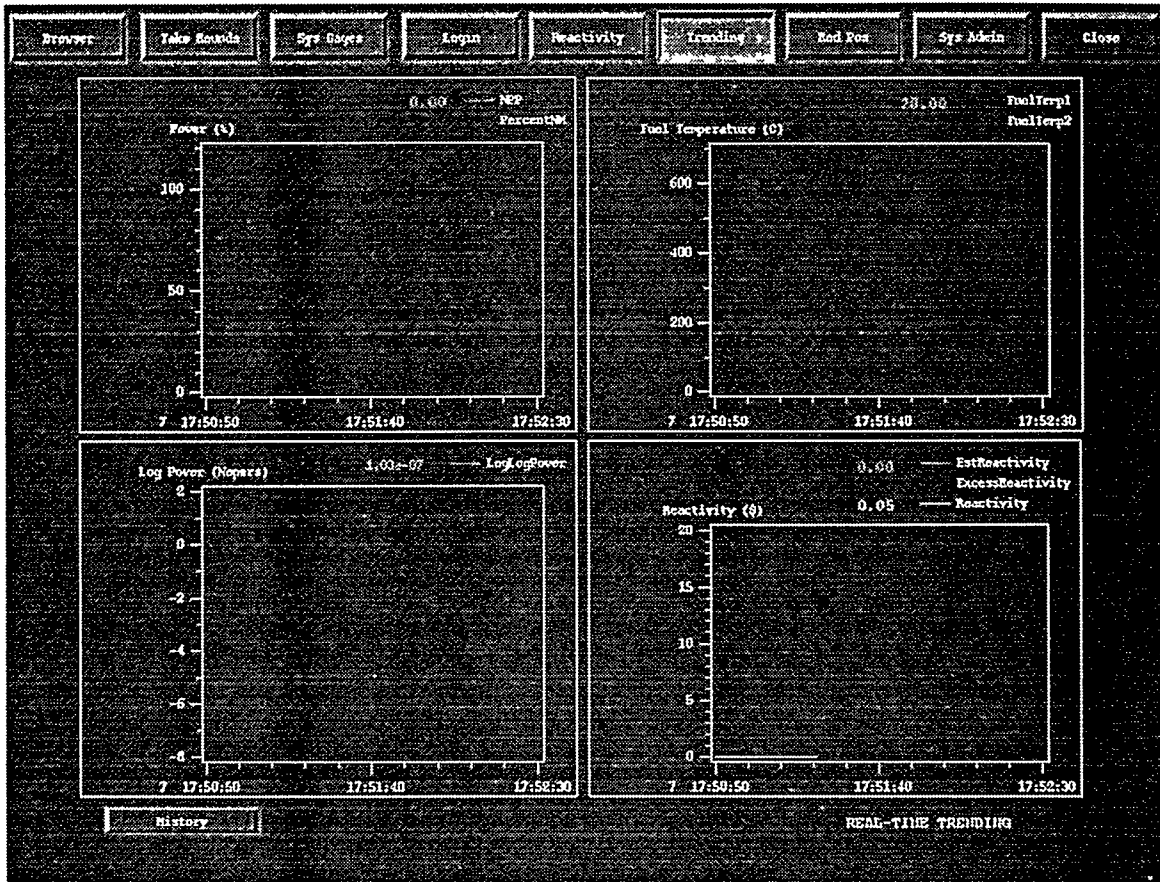 Browser
Take Rounds
Sys Gages
Login
Reactivity
Trending
Rod Pos
Sys Admin
Close
0.00 NPP
PercentNM
Power (%)
100
50
0
7 17:50:50 17:51:40 17:52:30
20.00 FuelTemp1
FuelTemp2
Fuel Temperature (C)
600
400
200
0
7 17:50:50 17:51:40 17:52:30
LogLogPower
Log Power (Nopers)
2
0
-2
-4
-6
-8
7 17:50:50 17:51:40 17:52:30
0.00 EstReactivity
ExcessReactivity
0.05 Reactivity
Reactivity ($)
20
15
10
5
0
7 17:50:50 17:51:40 17:52:30
History
REAL-TIME TRENDING